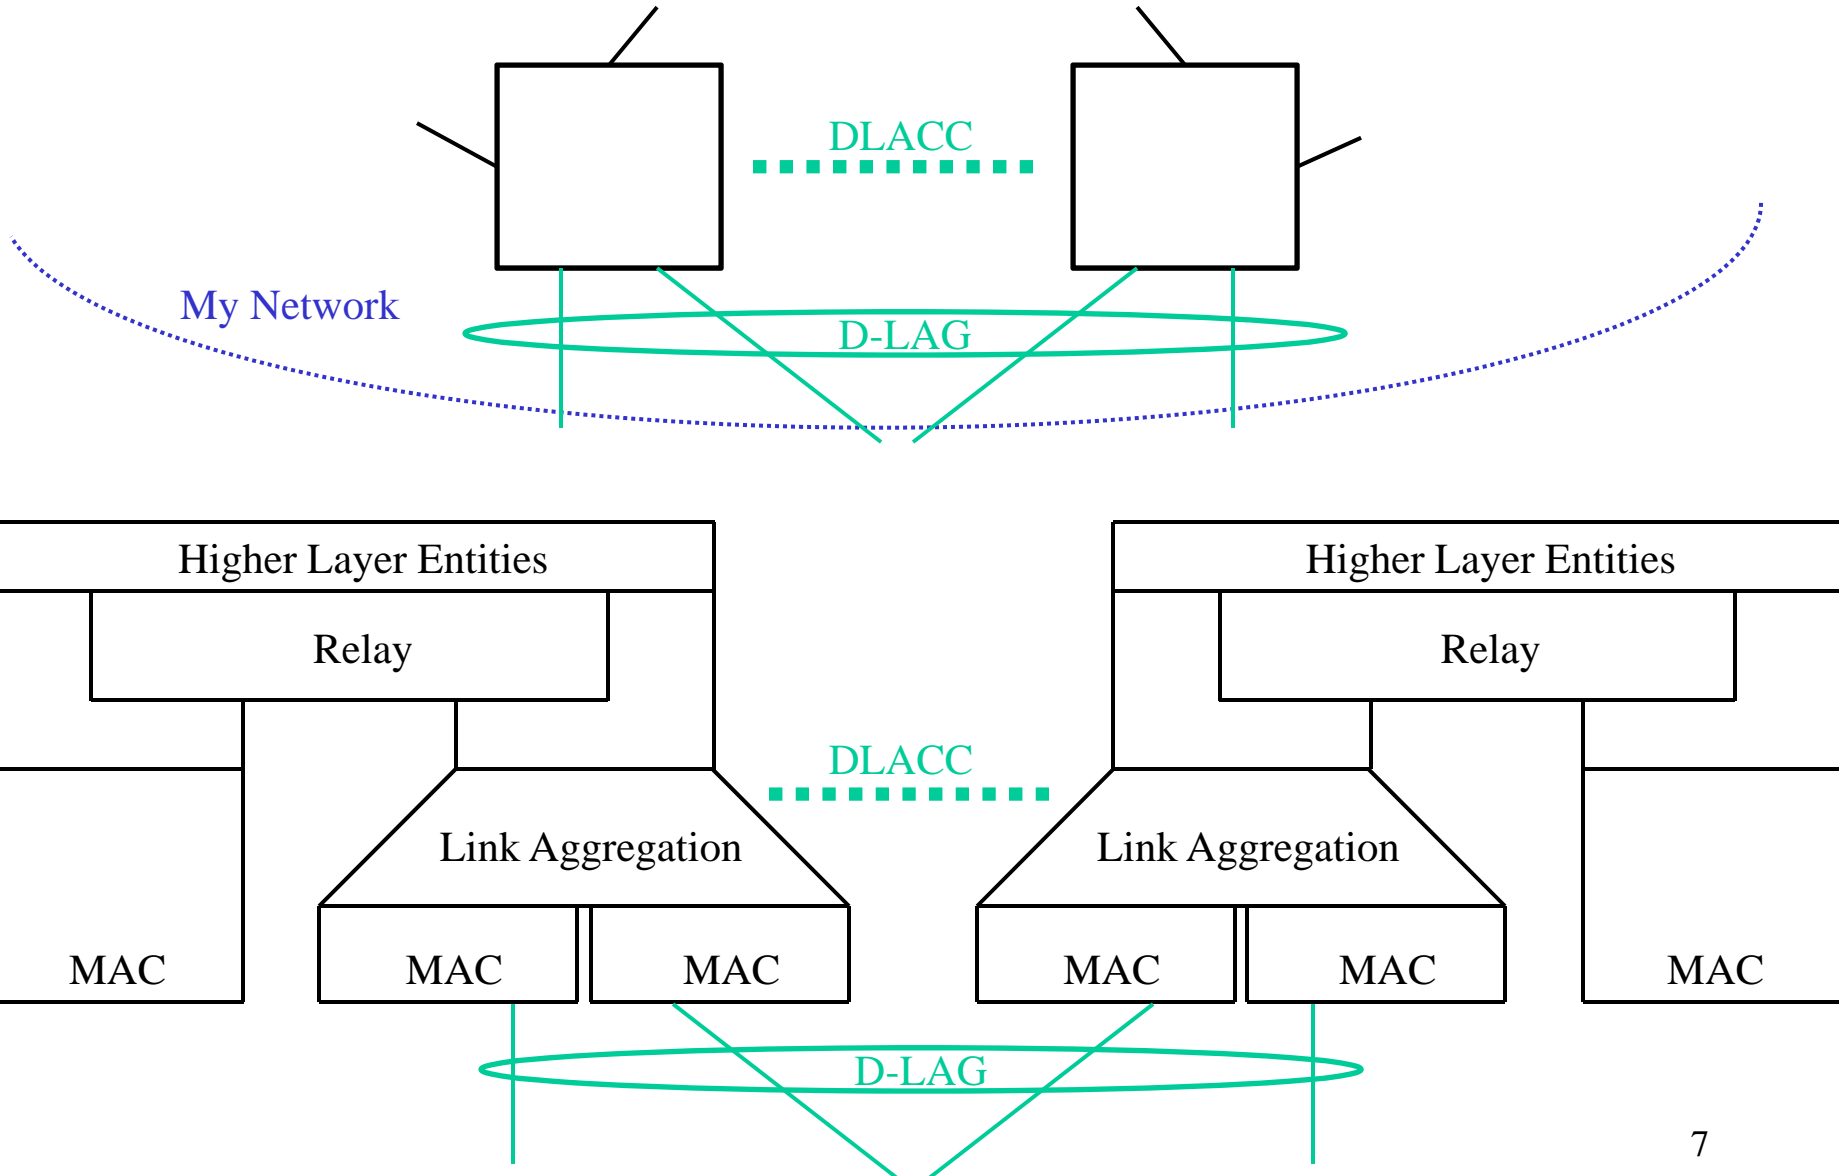 DLACC
My Network
D-LAG
Higher Layer Entities
Higher Layer Entities
Relay
Relay
DLACC
Link Aggregation
Link Aggregation
MAC
MAC
MAC
MAC
MAC
MAC
D-LAG
7